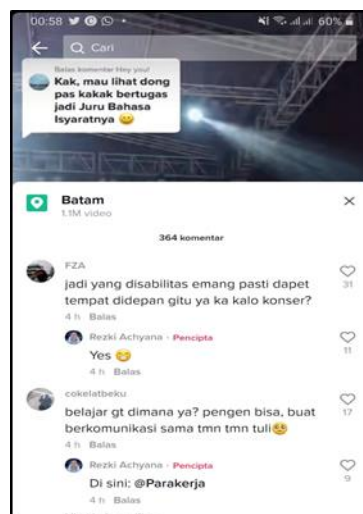 00:58
60%
Cari
Balas komentar Hey you!
Kak, mau lihat dong
pas kakak bertugas
jadi Juru Bahasa
Isyaratnya 😀
Batam
1.1M video
364 komentar
FZA
jadi yang disabilitas emang pasti dapet
tempat didepan gitu ya ka kalo konser?
31
4 h Balas
Rezki Achyana · Pencipta
Yes 😁
11
4 h Balas
cokelatbeku
belajar gt dimana ya? pengen bisa, buat
berkomunikasi sama tmn tmn tuli🥺
17
4 h Balas
Rezki Achyana · Pencipta
Di sini: @Parakerja
9
4 h Balas